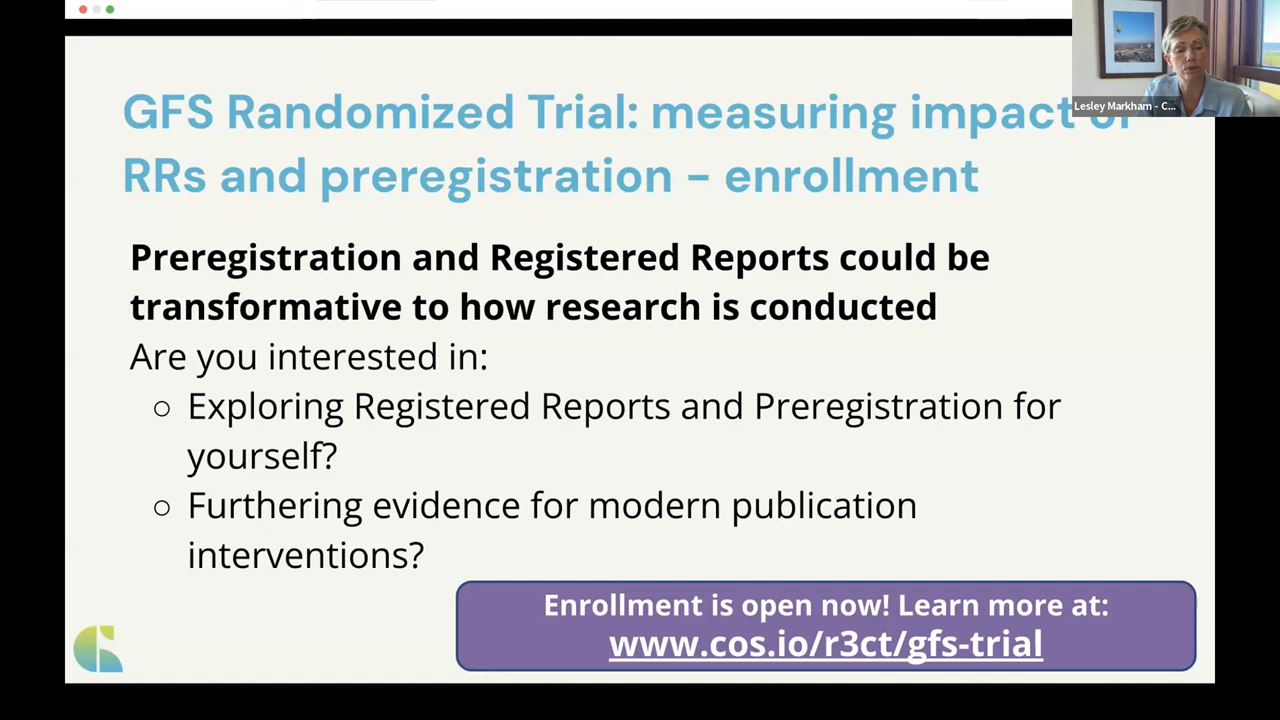 GFS Randomized Trial: measuring impact of
RRs and preregistration – enrollment
Lesley Markham - C...
Preregistration and Registered Reports could be
transformative to how research is conducted
Are you interested in:
○ Exploring Registered Reports and Preregistration for
yourself?
○ Furthering evidence for modern publication
interventions?
Enrollment is open now! Learn more at:
www.cos.io/r3ct/gfs-trial